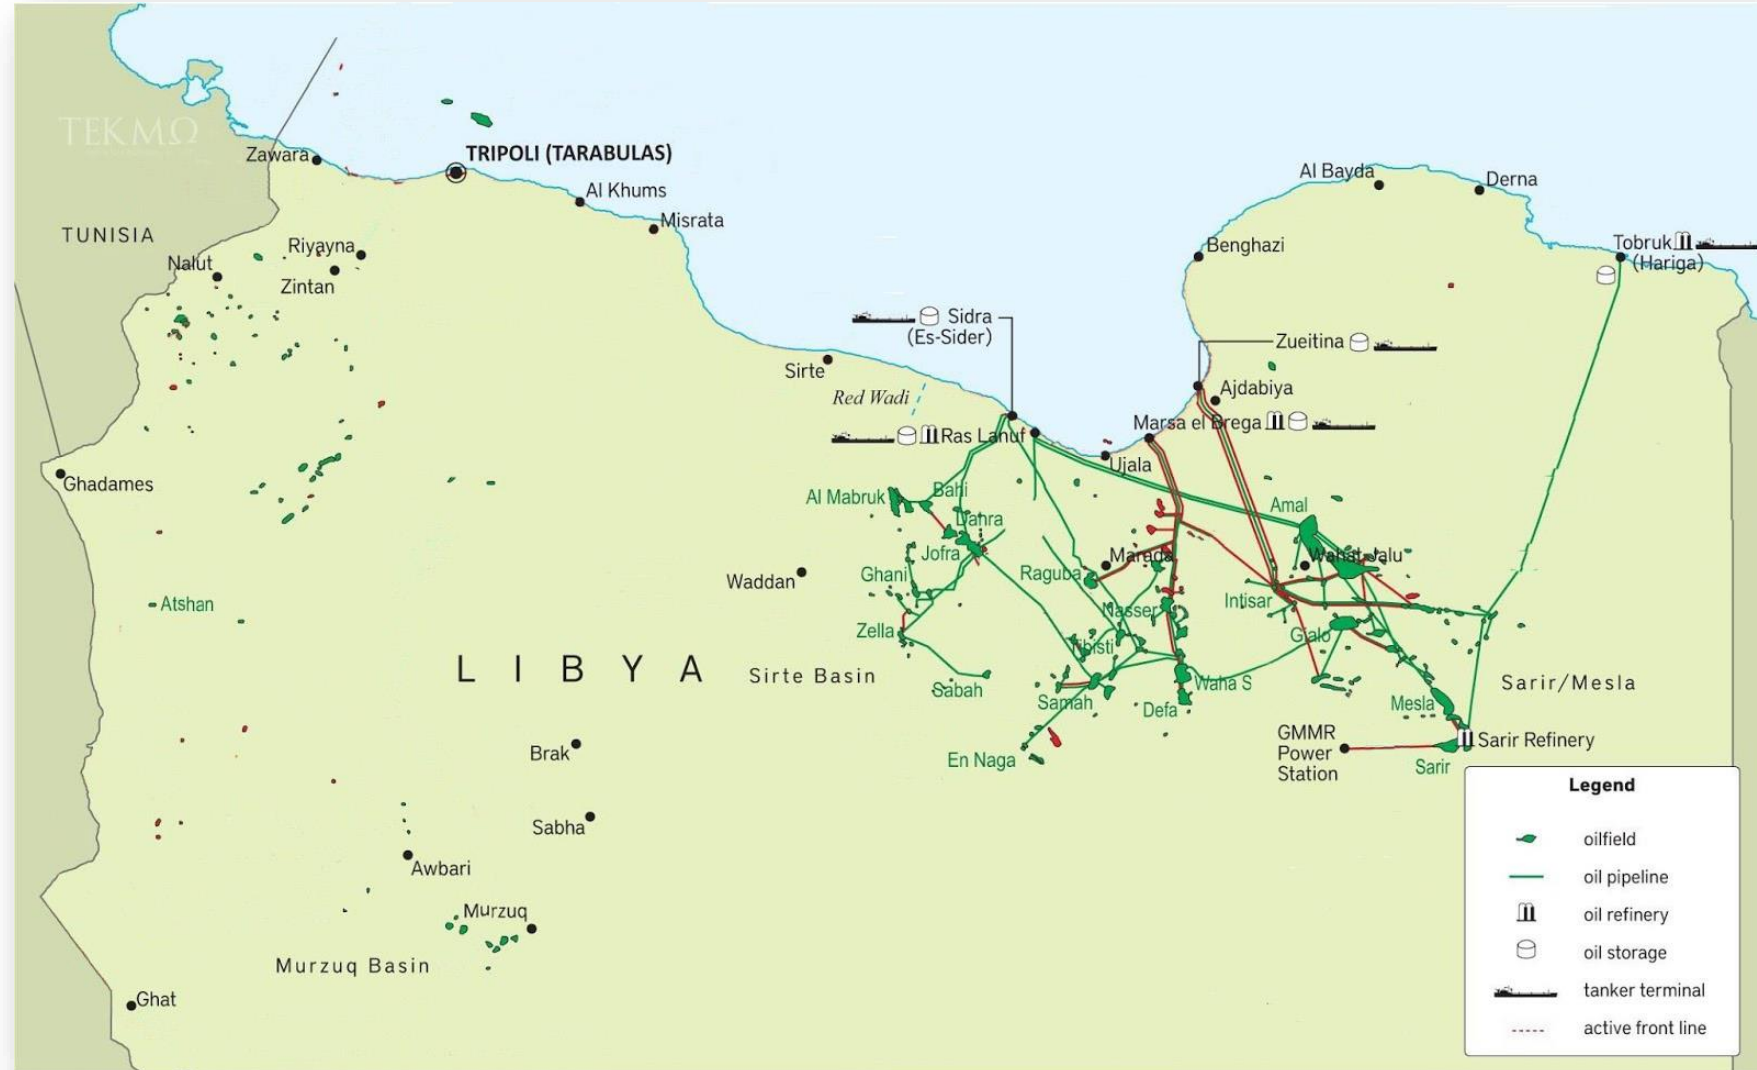 TEKMΩ
Zawara
TRIPOLI (TARABULAS)
Al Khums
Misrata
TUNISIA
Riyayna
Nalut
Zintan
Ghadames
Al Bayda
Derna
Benghazi
Tobruk
(Hariga)
Sidra
(Es-Sider)
Zueitina
Sirte
Red Wadi
Ajdabiya
Marsa el Brega
Ras Lanuf
Ujala
Al Mabruk
Bahi
Dahra
Amal
Jofra
Marada
Wahat Jalu
Waddan
Ghani
Raguba
Atshan
Nasser
Intisar
Zella
Gialo
Tibisti
LIBYA
Sirte Basin
Sabah
Samah
Waha S
Defa
Mesla
Sarir/Mesla
GMMR
Power
Station
Sarir Refinery
Brak
En Naga
Sarir
Sabha
Awbari
Murzuq
Murzuq Basin
Ghat
Legend
oilfield
oil pipeline
oil refinery
oil storage
tanker terminal
active front line